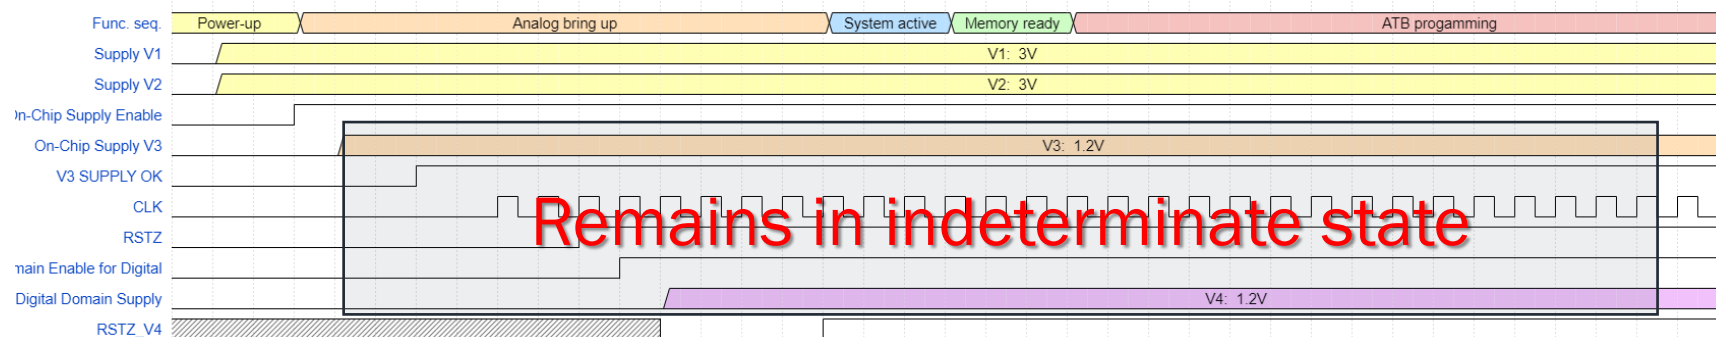 Func. seq. Power-up Analog bring up System active Memory ready ATB progamming
Supply V1 V1: 3V
Supply V2 V2: 3V
On-Chip Supply Enable
On-Chip Supply V3 V3: 1.2V
V3 SUPPLY OK
CLK
Remains in indeterminate state
RSTZ
main Enable for Digital
Digital Domain Supply V4: 1.2V
RSTZ_V4